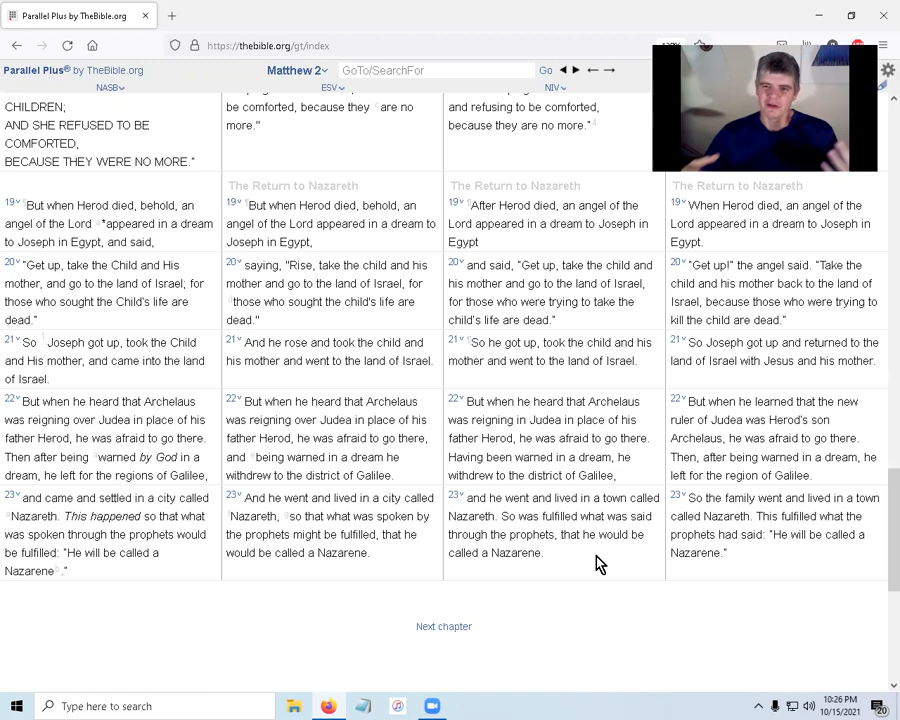 Parallel Plus by TheBible.org
https://thebible.org/gt/index
Parallel Plus® by TheBible.org
Matthew 2
GoTo/SearchFor
Go
NASB
ESV
NIV
CHILDREN;
AND SHE REFUSED TO BE
COMFORTED,
BECAUSE THEY WERE NO MORE."
be comforted, because they are no
more."
and refusing to be comforted,
because they are no more." 4
The Return to Nazareth
The Return to Nazareth
The Return to Nazareth
19 But when Herod died, behold, an
angel of the Lord *appeared in a dream
to Joseph in Egypt, and said,
19 But when Herod died, behold, an
angel of the Lord appeared in a dream to
Joseph in Egypt,
19 After Herod died, an angel of the
Lord appeared in a dream to Joseph in
Egypt
19 When Herod died, an angel of the
Lord appeared in a dream to Joseph in
Egypt.
20 "Get up, take the Child and His
mother, and go to the land of Israel; for
those who sought the Child's life are
dead."
20 saying, "Rise, take the child and his
mother and go to the land of Israel, for
those who sought the child's life are
dead."
20 and said, "Get up, take the child and
his mother and go to the land of Israel,
for those who were trying to take the
child's life are dead."
20 "Get up!" the angel said. "Take the
child and his mother back to the land of
Israel, because those who were trying to
kill the child are dead."
21 So Joseph got up, took the Child
and His mother, and came into the land
of Israel.
21 And he rose and took the child and
his mother and went to the land of Israel.
21 So he got up, took the child and his
mother and went to the land of Israel.
21 So Joseph got up and returned to the
land of Israel with Jesus and his mother.
22 But when he heard that Archelaus
was reigning over Judea in place of his
father Herod, he was afraid to go there.
Then after being warned by God in a
dream, he left for the regions of Galilee,
22 But when he heard that Archelaus
was reigning over Judea in place of his
father Herod, he was afraid to go there,
and being warned in a dream he
withdrew to the district of Galilee.
22 But when he heard that Archelaus
was reigning in Judea in place of his
father Herod, he was afraid to go there.
Having been warned in a dream, he
withdrew to the district of Galilee,
22 But when he learned that the new
ruler of Judea was Herod's son
Archelaus, he was afraid to go there.
Then, after being warned in a dream, he
left for the region of Galilee.
23 and came and settled in a city called
Nazareth. This happened so that what
was spoken through the prophets would
be fulfilled: "He will be called a
Nazarene."
23 And he went and lived in a city called
Nazareth, so that what was spoken by
the prophets might be fulfilled, that he
would be called a Nazarene.
23 and he went and lived in a town called
Nazareth. So was fulfilled what was said
through the prophets, that he would be
called a Nazarene.
23 So the family went and lived in a town
called Nazareth. This fulfilled what the
prophets had said: "He will be called a
Nazarene."
Next chapter
Type here to search
10:26 PM
10/15/2021
20